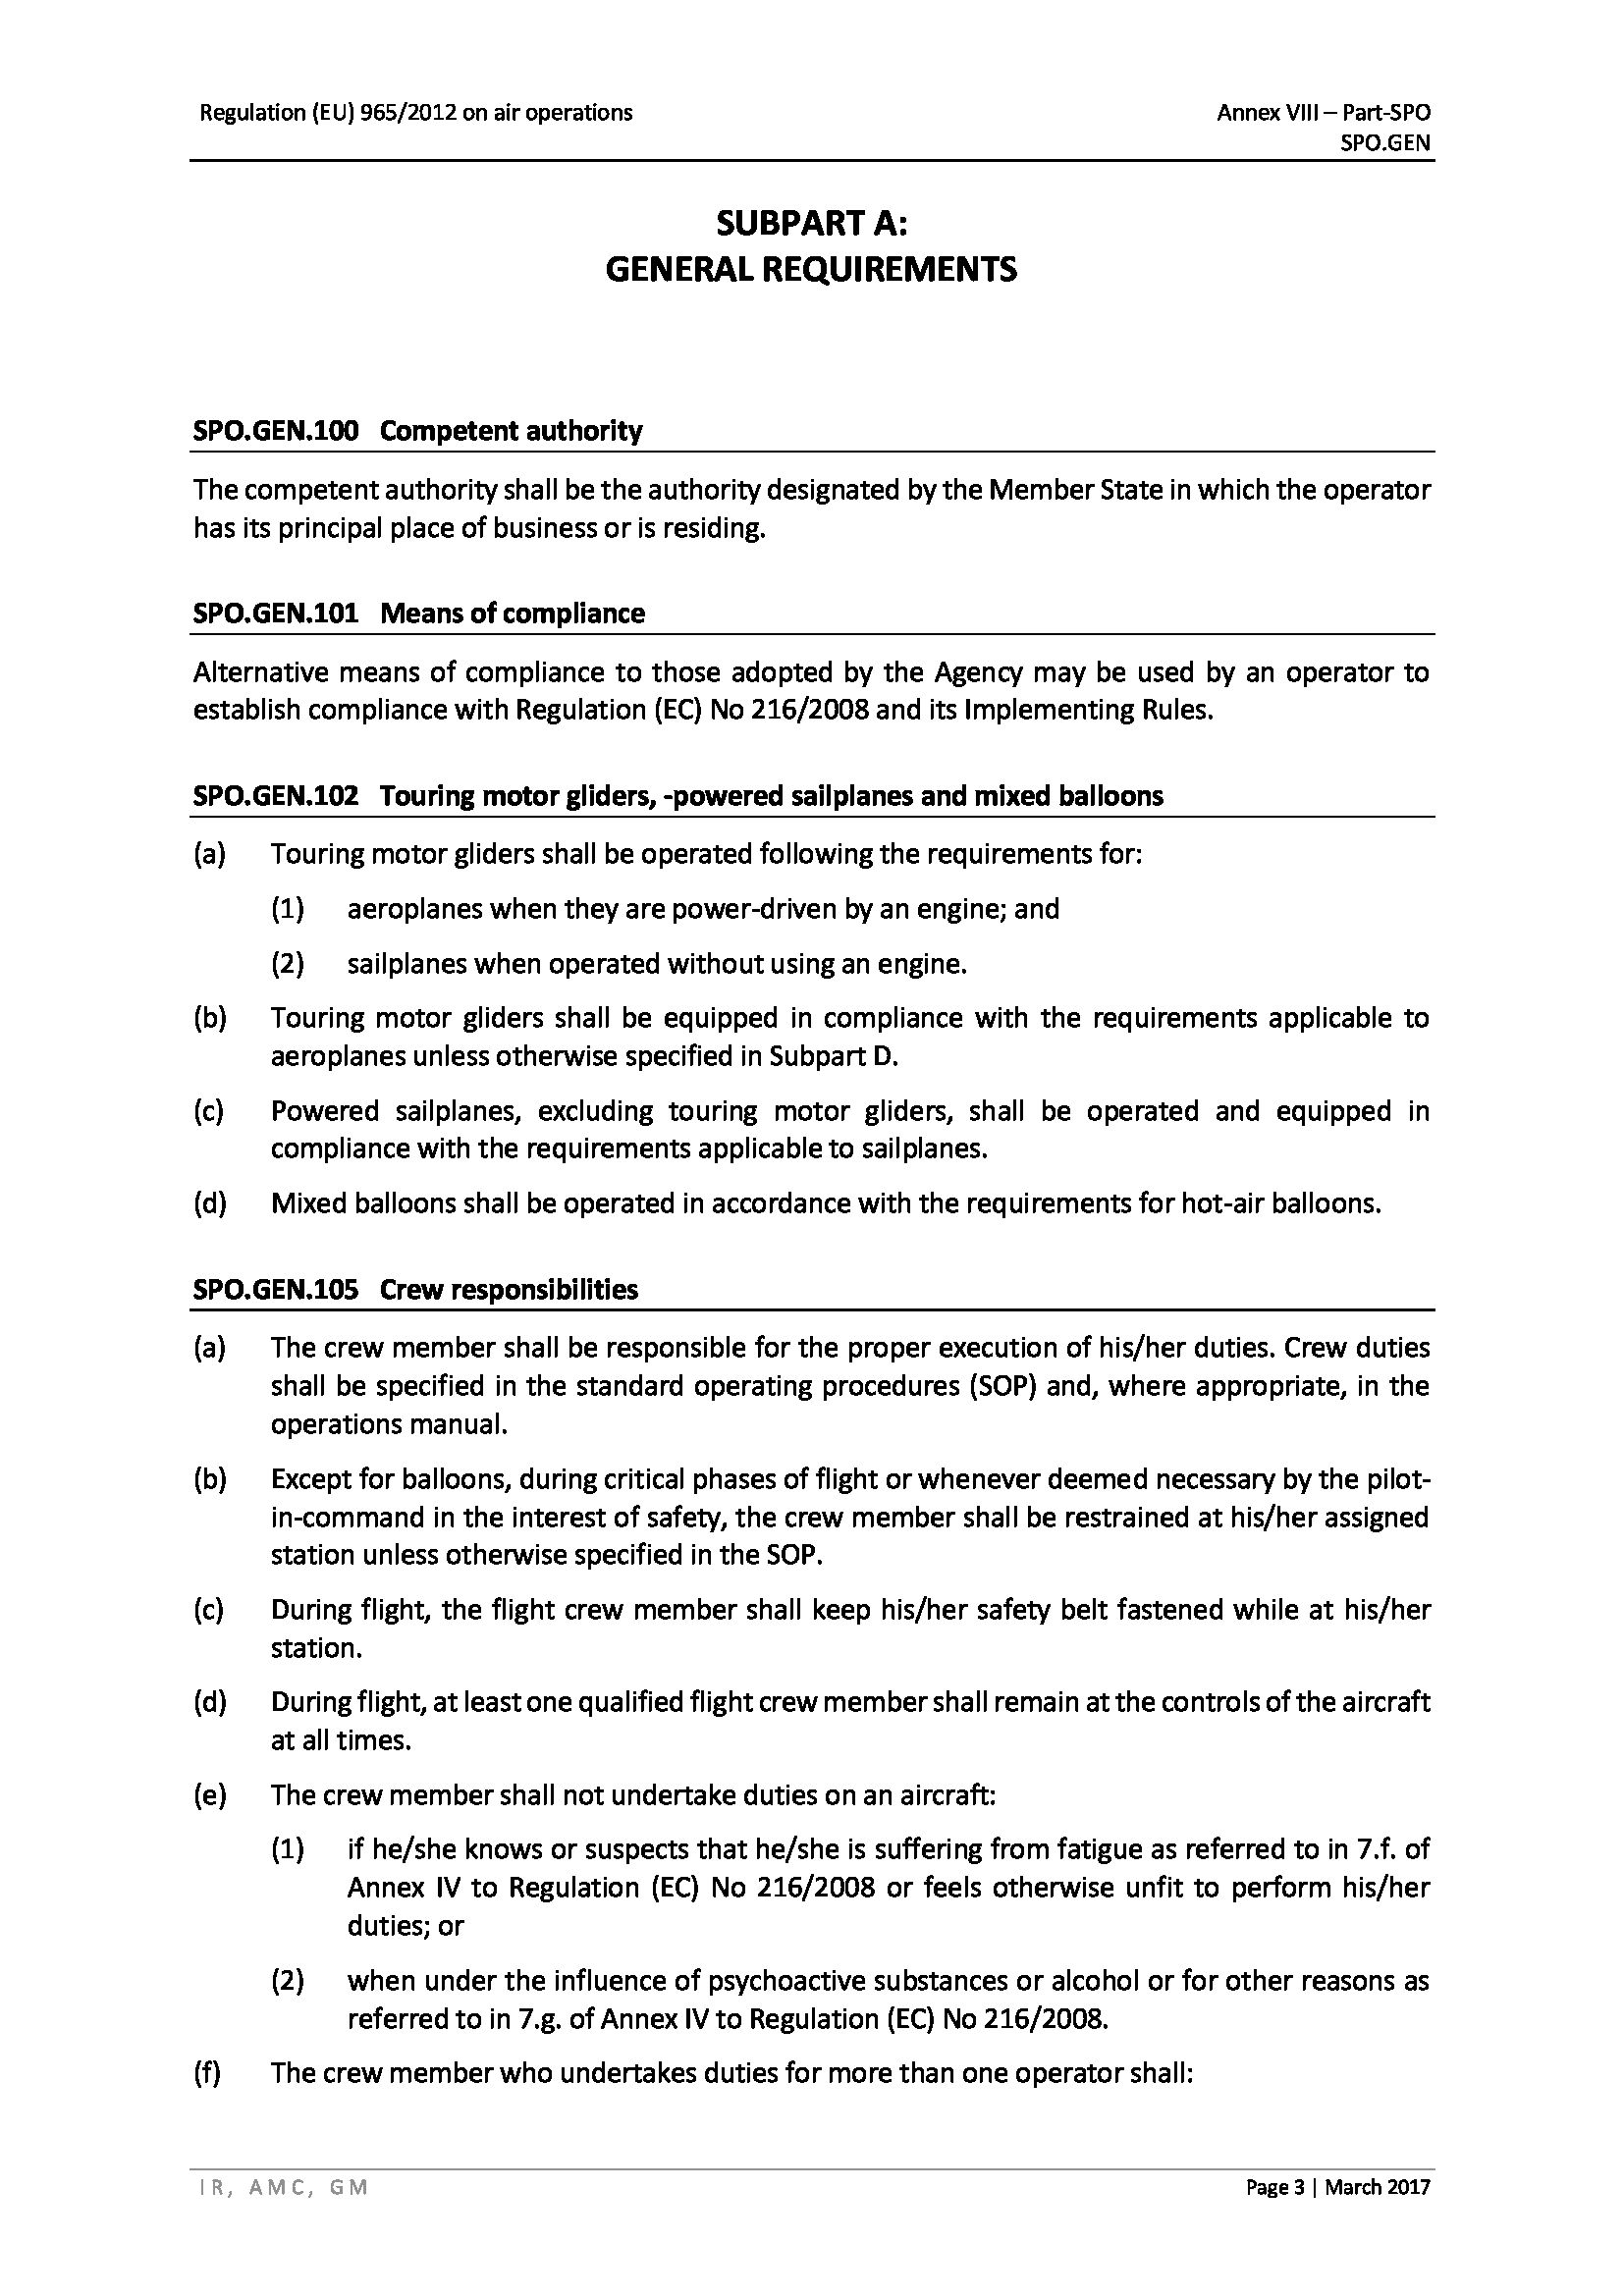 Regulation (EU) 965/2012 on air operations
Annex VIII – Part-SPO
SPO.GEN
SUBPART A:
GENERAL REQUIREMENTS
SPO.GEN.100 Competent authority
The competent authority shall be the authority designated by the Member State in which the operator
has its principal place of business or is residing.
SPO.GEN.101 Means of compliance
Alternative means of compliance to those adopted by the Agency may be used by an operator to
establish compliance with Regulation (EC) No 216/2008 and its Implementing Rules.
SPO.GEN.102 Touring motor gliders, -powered sailplanes and mixed balloons
(a) Touring motor gliders shall be operated following the requirements for:
(1) aeroplanes when they are power-driven by an engine; and
(2) sailplanes when operated without using an engine.
(b) Touring motor gliders shall be equipped in compliance with the requirements applicable to
aeroplanes unless otherwise specified in Subpart D.
(c) Powered sailplanes, excluding touring motor gliders, shall be operated and equipped in
compliance with the requirements applicable to sailplanes.
(d) Mixed balloons shall be operated in accordance with the requirements for hot-air balloons.
SPO.GEN.105 Crew responsibilities
(a) The crew member shall be responsible for the proper execution of his/her duties. Crew duties
shall be specified in the standard operating procedures (SOP) and, where appropriate, in the
operations manual.
(b) Except for balloons, during critical phases of flight or whenever deemed necessary by the pilot-
in-command in the interest of safety, the crew member shall be restrained at his/her assigned
station unless otherwise specified in the SOP.
(c) During flight, the flight crew member shall keep his/her safety belt fastened while at his/her
station.
(d) During flight, at least one qualified flight crew member shall remain at the controls of the aircraft
at all times.
(e) The crew member shall not undertake duties on an aircraft:
(1) if he/she knows or suspects that he/she is suffering from fatigue as referred to in 7.f. of
Annex IV to Regulation (EC) No 216/2008 or feels otherwise unfit to perform his/her
duties; or
(2) when under the influence of psychoactive substances or alcohol or for other reasons as
referred to in 7.g. of Annex IV to Regulation (EC) No 216/2008.
(f) The crew member who undertakes duties for more than one operator shall:
IR, AMC, GM
Page 3 | March 2017